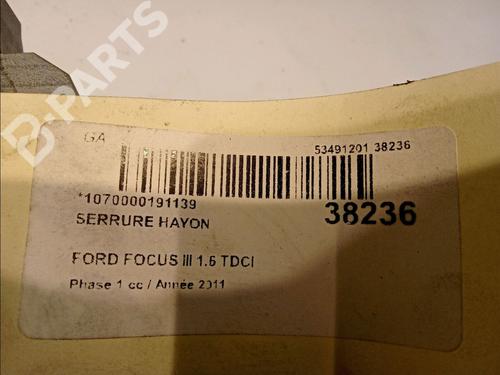 B-PARTS
GA
53491201 38236
*1070000191139
38236
SERRURE HAYON
FORD FOCUS III 1.6 TDCI
Phase 1 cc / Année 2011